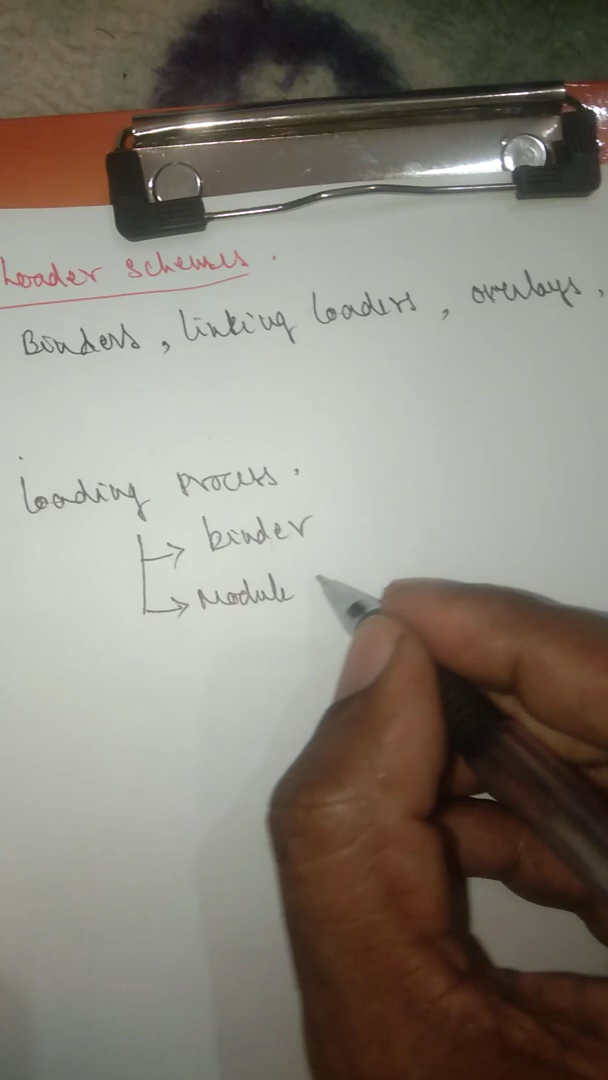 Loader schemes.
Binders, linking loaders, overlays,
loading process.
binder
Module